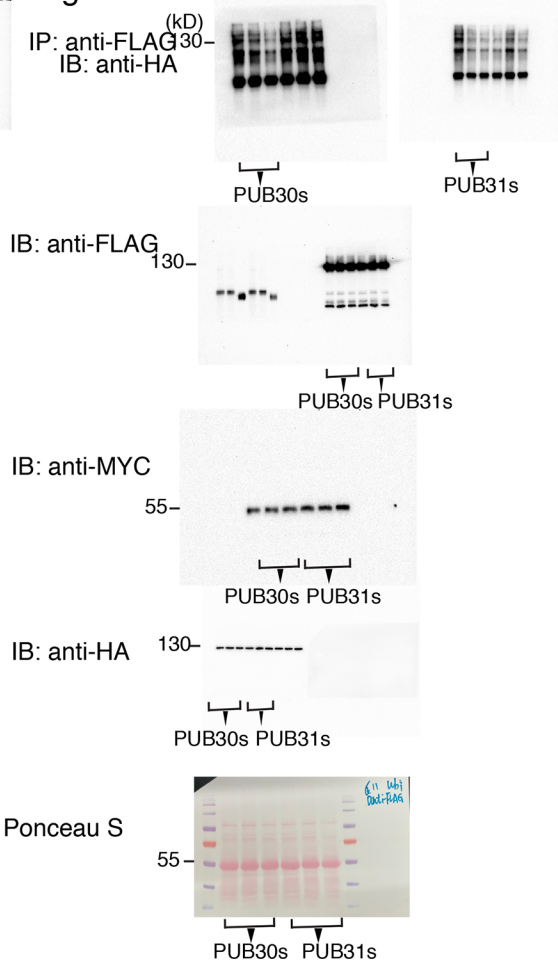 (kD)
IP: anti-FLAG
130
IB: anti-HA
PUB30s
PUB31s
IB: anti-FLAG
130
PUB30s PUB31s
IB: anti-MYC
55
PUB30s PUB31s
IB: anti-HA
130
PUB30s PUB31s
Ponceau S
55
PUB30s PUB31s